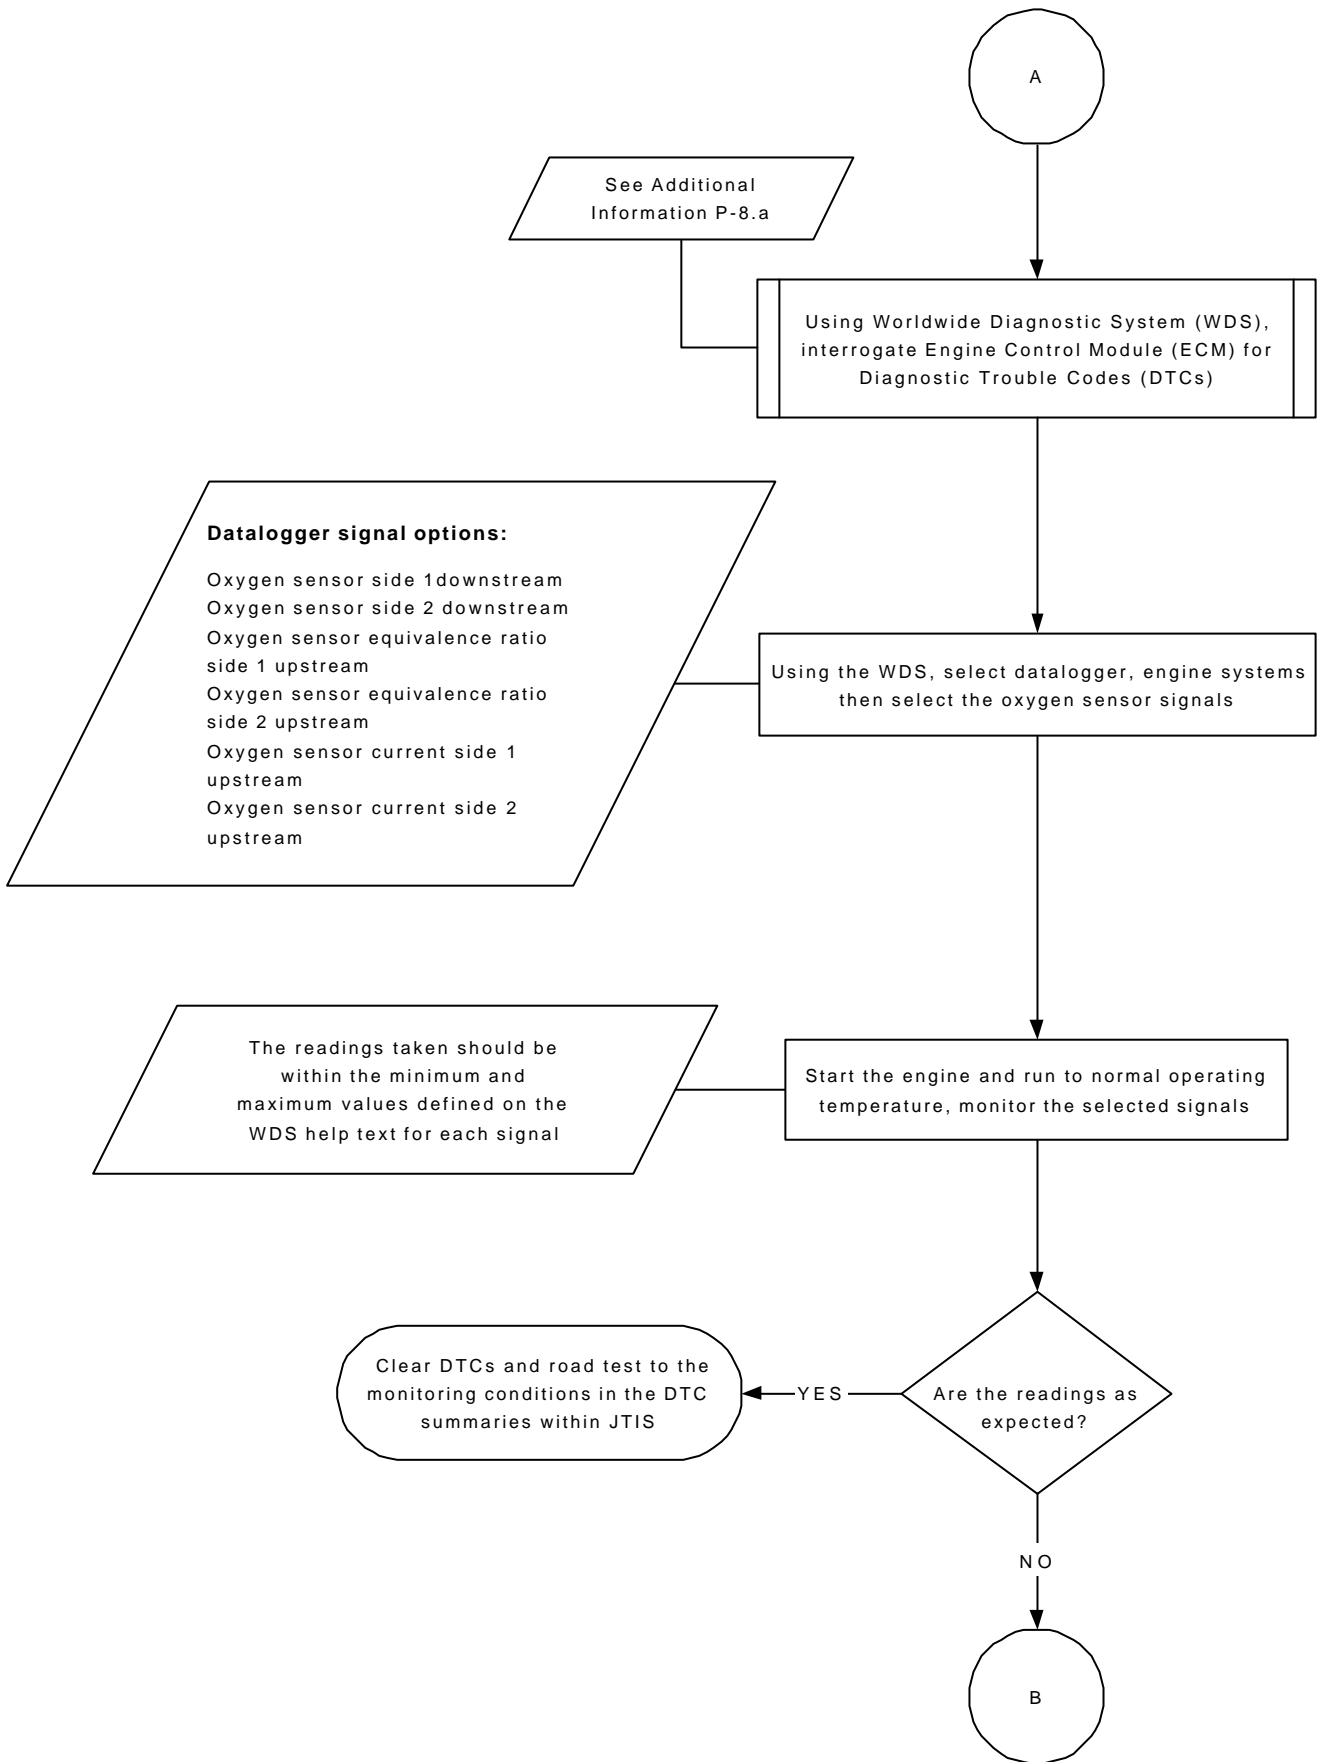 A
See Additional
Information P-8.a
Using Worldwide Diagnostic System (WDS),
interrogate Engine Control Module (ECM) for
Diagnostic Trouble Codes (DTCs)
Datalogger signal options:
Oxygen sensor side 1downstream
Oxygen sensor side 2 downstream
Oxygen sensor equivalence ratio
side 1 upstream
Oxygen sensor equivalence ratio
side 2 upstream
Oxygen sensor current side 1
upstream
Oxygen sensor current side 2
upstream
Using the WDS, select datalogger, engine systems
then select the oxygen sensor signals
The readings taken should be
within the minimum and
maximum values defined on the
WDS help text for each signal
Start the engine and run to normal operating
temperature, monitor the selected signals
Clear DTCs and road test to the
monitoring conditions in the DTC
summaries within JTIS
YES
Are the readings as
expected?
NO
B